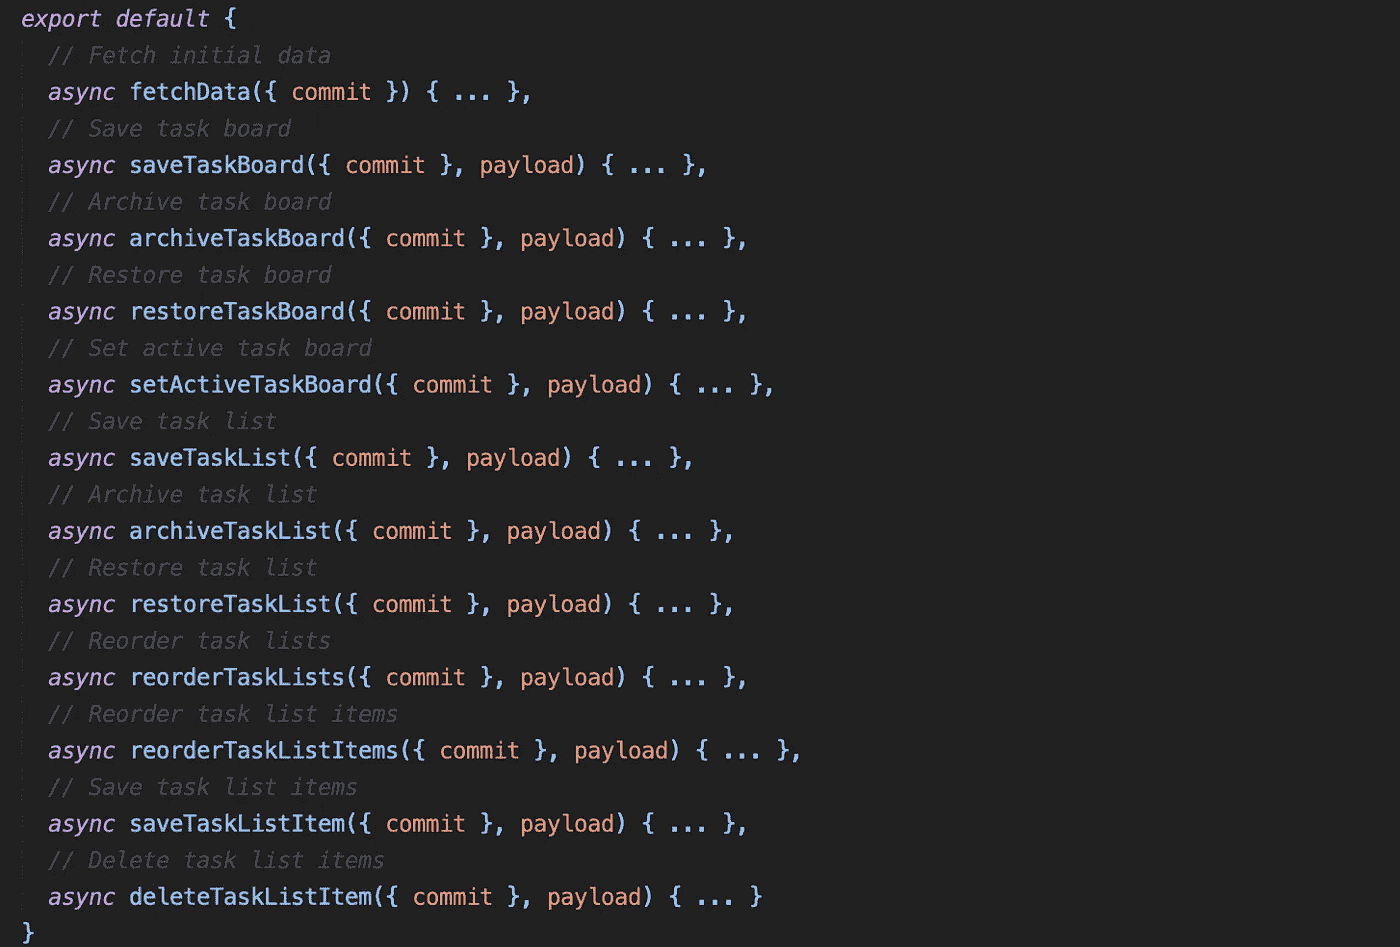 export default {
  // Fetch initial data
  async fetchData({ commit }) { ... },
  // Save task board
  async saveTaskBoard({ commit }, payload) { ... },
  // Archive task board
  async archiveTaskBoard({ commit }, payload) { ... },
  // Restore task board
  async restoreTaskBoard({ commit }, payload) { ... },
  // Set active task board
  async setActiveTaskBoard({ commit }, payload) { ... },
  // Save task list
  async saveTaskList({ commit }, payload) { ... },
  // Archive task list
  async archiveTaskList({ commit }, payload) { ... },
  // Restore task list
  async restoreTaskList({ commit }, payload) { ... },
  // Reorder task lists
  async reorderTaskLists({ commit }, payload) { ... },
  // Reorder task list items
  async reorderTaskListItems({ commit }, payload) { ... },
  // Save task list items
  async saveTaskListItem({ commit }, payload) { ... },
  // Delete task list items
  async deleteTaskListItem({ commit }, payload) { ... }
}